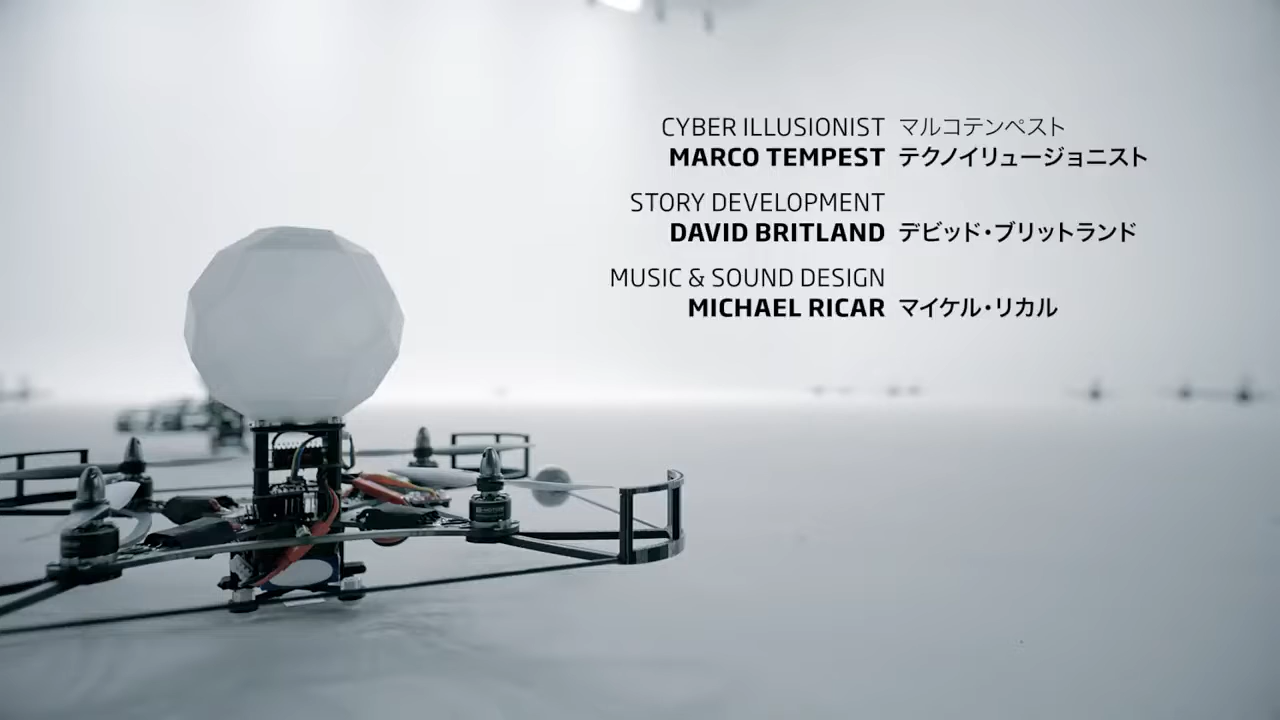 CYBER ILLUSIONIST マルコテンペスト
MARCO TEMPEST テクノイリュージョニスト
STORY DEVELOPMENT
DAVID BRITLAND デビッド・ブリットランド
MUSIC & SOUND DESIGN
MICHAEL RICAR マイケル・リカル